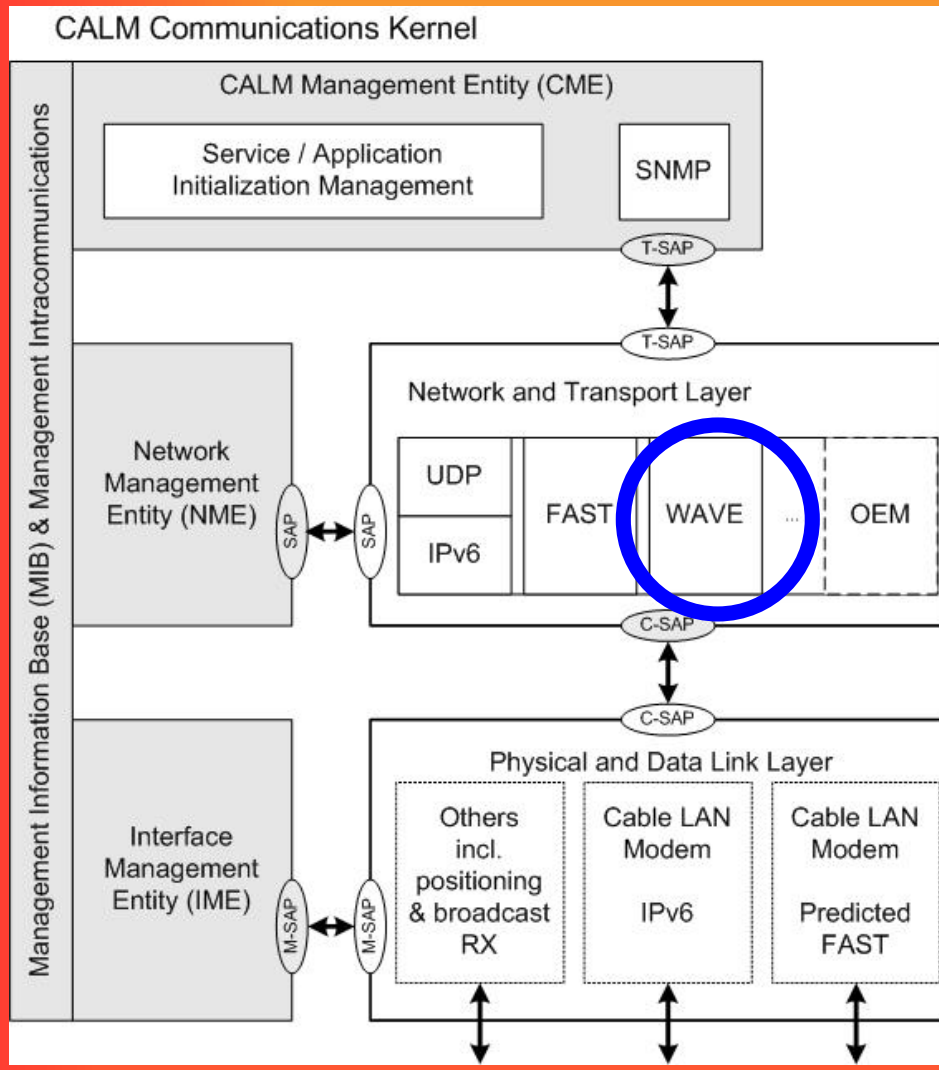 CALM Communications Kernel
Management Information Base (MIB) & Management Intracommunications
CALM Management Entity (CME)
Service / Application
Initialization Management
SNMP
T-SAP
T-SAP
Network
Management
Entity (NME)
SAP
SAP
Network and Transport Layer
UDP
IPv6
FAST
WAVE
...
OEM
C-SAP
C-SAP
Interface
Management
Entity (IME)
M-SAP
M-SAP
Physical and Data Link Layer
Others
incl.
positioning
& broadcast
RX
Cable LAN
Modem
IPv6
Cable LAN
Modem
Predicted
FAST